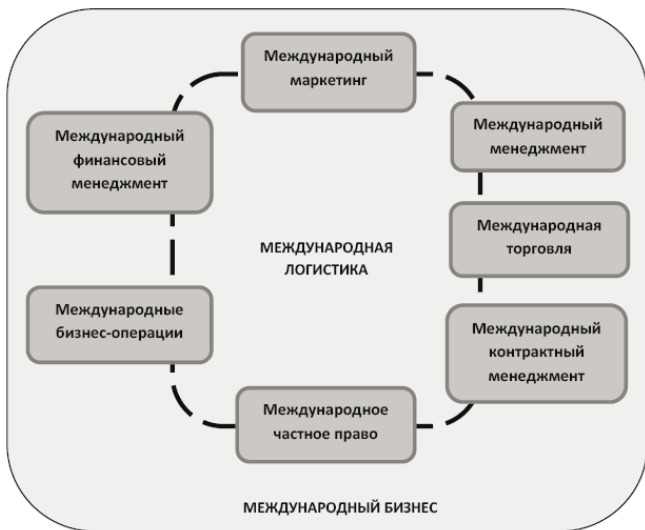 Международный
маркетинг
Международный
финансовый
менеджмент
Международный
менеджмент
МЕЖДУНАРОДНАЯ
ЛОГИСТИКА
Международная
торговля
Международные
бизнес-операции
Международный
контрактный
менеджмент
Международное
частное право
МЕЖДУНАРОДНЫЙ БИЗНЕС